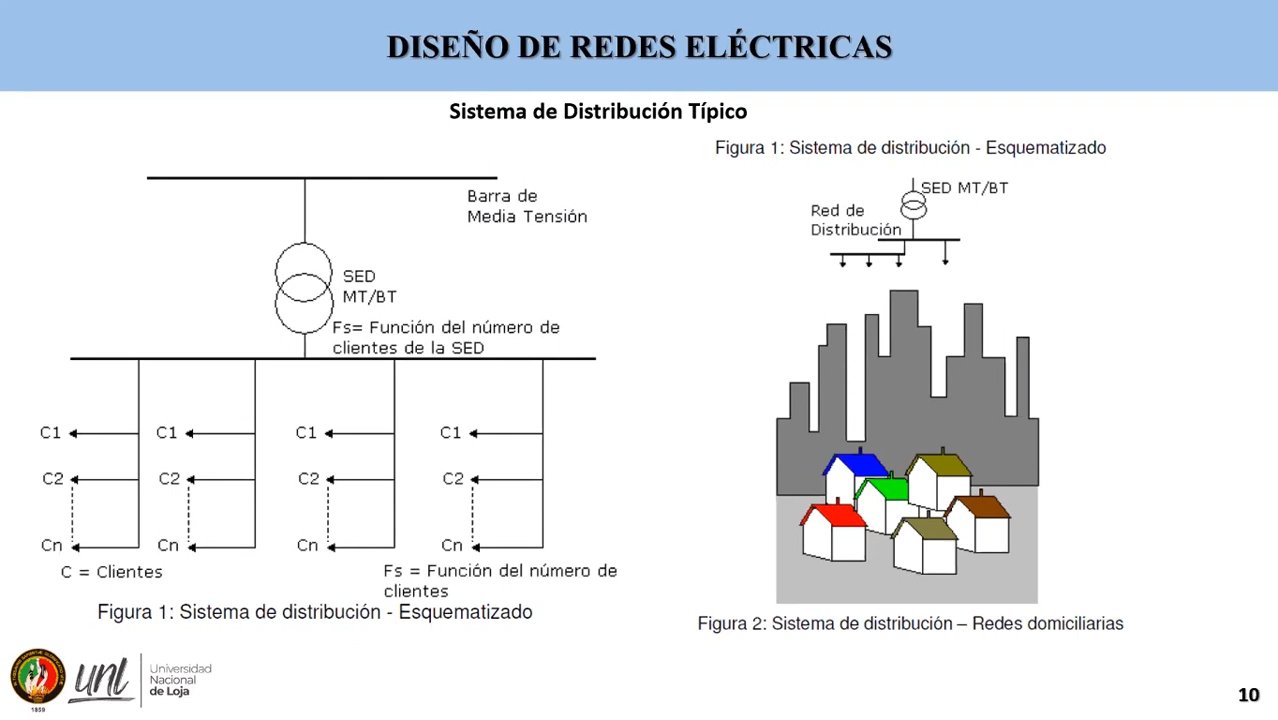 DISEÑO DE REDES ELÉCTRICAS
Sistema de Distribución Típico
Barra de
Media Tensión
SED
MT/BT
Fs= Función del número de
clientes de la SED
C1
C1
C1
C1
C2
C2
C2
C2
Cn
Cn
Cn
Cn
C = Clientes
Fs = Función del número de
clientes
Figura 1: Sistema de distribución - Esquematizado
Figura 1: Sistema de distribución - Esquematizado
SED MT/BT
Red de
Distribución
Figura 2: Sistema de distribución – Redes domiciliarias
1859
unl
Universidad
Nacional
de Loja
10